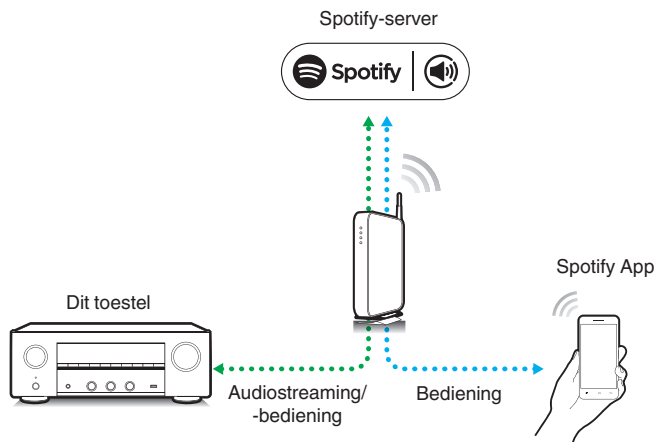 Spotify-server
Spotify
Spotify App
Dit toestel
Audiostreaming/
-bediening
Bediening